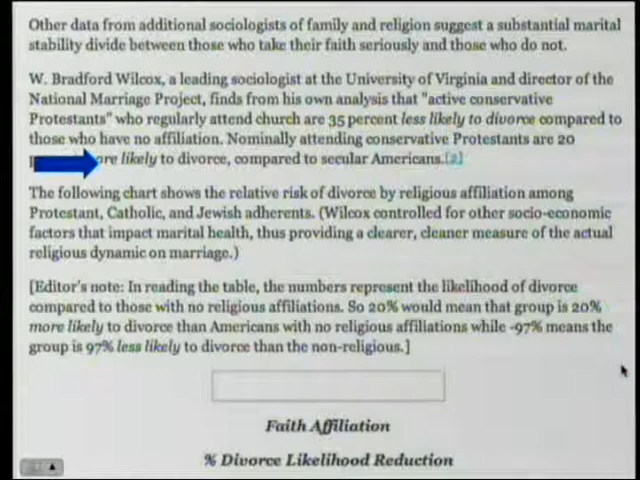 Other data from additional sociologists of family and religion suggest a substantial marital
stability divide between those who take their faith seriously and those who do not.
W. Bradford Wilcox, a leading sociologist at the University of Virginia and director of the
National Marriage Project, finds from his own analysis that "active conservative
Protestants" who regularly attend church are 35 percent less likely to divorce compared to
those who have no affiliation. Nominally attending conservative Protestants are 20
likely to divorce, compared to secular Americans.[2]
The following chart shows the relative risk of divorce by religious affiliation among
Protestant, Catholic, and Jewish adherents. (Wilcox controlled for other socio-economic
factors that impact marital health, thus providing a clearer, cleaner measure of the actual
religious dynamic on marriage.)
[Editor's note: In reading the table, the numbers represent the likelihood of divorce
compared to those with no religious affiliations. So 20% would mean that group is 20%
more likely to divorce than Americans with no religious affiliations while -97% means the
group is 97% less likely to divorce than the non-religious.]
Faith Affiliation
% Divorce Likelihood Reduction